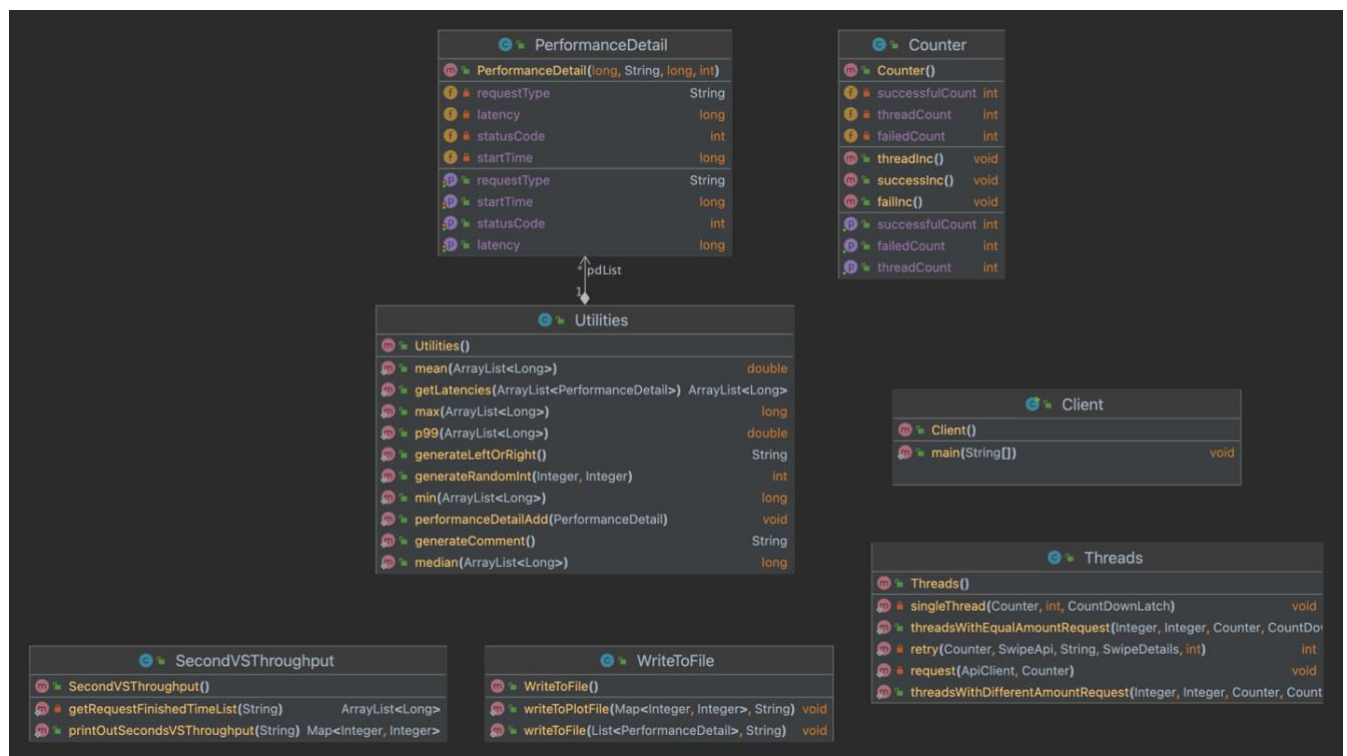 PerformanceDetail
PerformanceDetail(long, String, long, int)
requestType String
latency long
statusCode int
startTime long
requestType String
startTime long
statusCode int
latency long
Counter
Counter()
successfulCount int
threadCount int
failedCount int
threadInc() void
successInc() void
failInc() void
successfulCount int
failedCount int
threadCount int
* pdList
1
Utilities
Utilities()
mean(ArrayList<Long>) double
getLatencies(ArrayList<PerformanceDetail>) ArrayList<Long>
max(ArrayList<Long>) long
p99(ArrayList<Long>) double
generateLeftOrRight() String
generateRandomInt(Integer, Integer) int
min(ArrayList<Long>) long
performanceDetailAdd(PerformanceDetail) void
generateComment() String
median(ArrayList<Long>) long
Client
Client()
main(String[]) void
Threads
Threads()
singleThread(Counter, int, CountDownLatch) void
threadsWithEqualAmountRequest(Integer, Integer, Counter, CountDo
retry(Counter, SwipeApi, String, SwipeDetails, int) int
request(ApiClient, Counter) void
threadsWithDifferentAmountRequest(Integer, Integer, Counter, Count
SecondVSThroughput
SecondVSThroughput()
getRequestFinishedTimeList(String) ArrayList<Long>
printOutSecondsVSThroughput(String) Map<Integer, Integer>
WriteToFile
WriteToFile()
writeToPlotFile(Map<Integer, Integer>, String) void
writeToFile(List<PerformanceDetail>, String) void